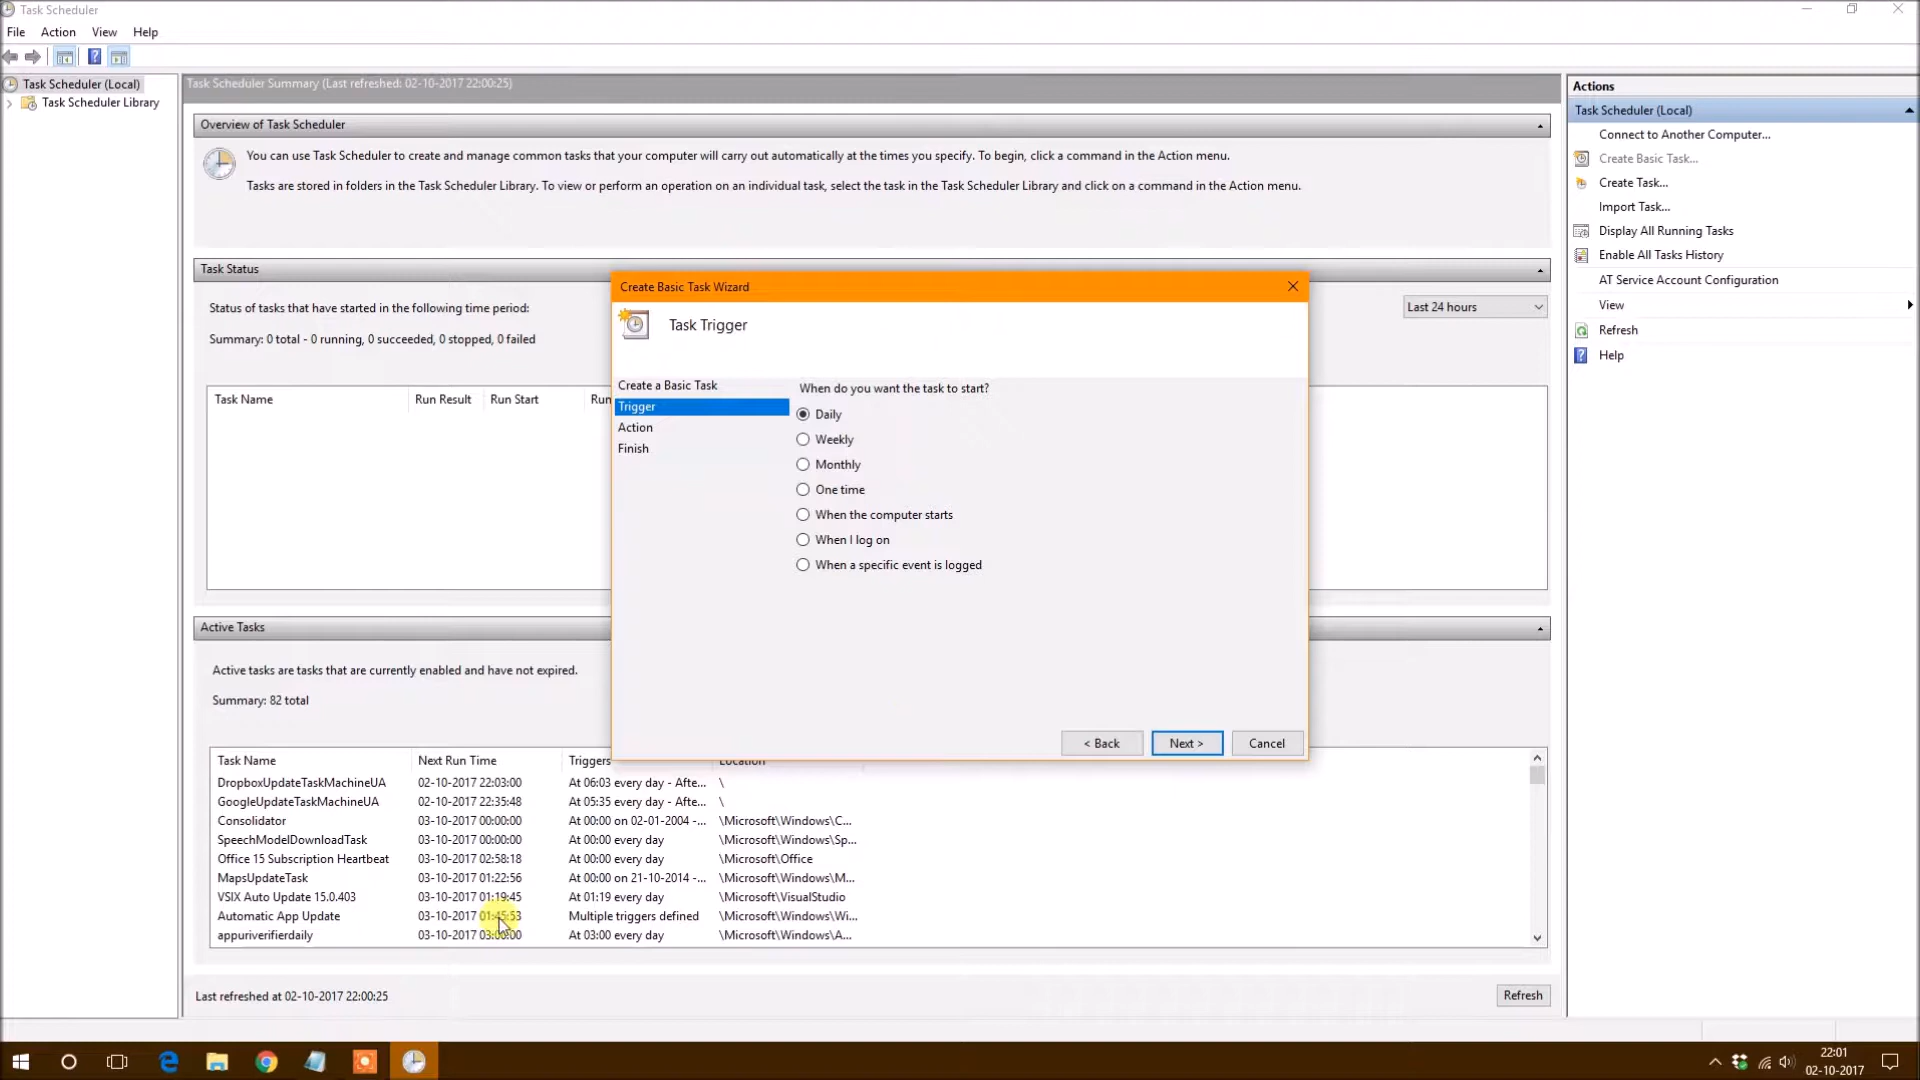 Task Scheduler
File Action View Help
Task Scheduler (Local)
Task Scheduler Library
Task Scheduler Summary (Last refreshed: 02-10-2017 22:00:25)
Overview of Task Scheduler
You can use Task Scheduler to create and manage common tasks that your computer will carry out automatically at the times you specify. To begin, click a command in the Action menu.
Tasks are stored in folders in the Task Scheduler Library. To view or perform an operation on an individual task, select the task in the Task Scheduler Library and click on a command in the Action menu.
Task Status
Status of tasks that have started in the following time period:
Last 24 hours
Summary: 0 total - 0 running, 0 succeeded, 0 stopped, 0 failed
Task Name Run Result Run Start Run
Create Basic Task Wizard
Task Trigger
Create a Basic Task
Trigger
Action
Finish
When do you want the task to start?
Daily
Weekly
Monthly
One time
When the computer starts
When I log on
When a specific event is logged
< Back Next > Cancel
Active Tasks
Active tasks are tasks that are currently enabled and have not expired.
Summary: 82 total
Task Name Next Run Time Triggers Location
DropboxUpdateTaskMachineUA 02-10-2017 22:03:00 At 06:03 every day - Afte... \
GoogleUpdateTaskMachineUA 02-10-2017 22:35:48 At 05:35 every day - Afte... \
Consolidator 03-10-2017 00:00:00 At 00:00 on 02-01-2004 -... \Microsoft\Windows\C...
SpeechModelDownloadTask 03-10-2017 00:00:00 At 00:00 every day \Microsoft\Windows\Sp...
Office 15 Subscription Heartbeat 03-10-2017 02:58:18 At 00:00 every day \Microsoft\Office
MapsUpdateTask 03-10-2017 01:22:56 At 00:00 on 21-10-2014 -... \Microsoft\Windows\M...
VSIX Auto Update 15.0.403 03-10-2017 01:19:45 At 01:19 every day \Microsoft\VisualStudio
Automatic App Update 03-10-2017 01:45:53 Multiple triggers defined \Microsoft\Windows\Wi...
appuriverifierdaily 03-10-2017 03:00:00 At 03:00 every day \Microsoft\Windows\A...
Last refreshed at 02-10-2017 22:00:25
Refresh
Actions
Task Scheduler (Local)
Connect to Another Computer...
Create Basic Task...
Create Task...
Import Task...
Display All Running Tasks
Enable All Tasks History
AT Service Account Configuration
View
Refresh
Help
22:01
02-10-2017